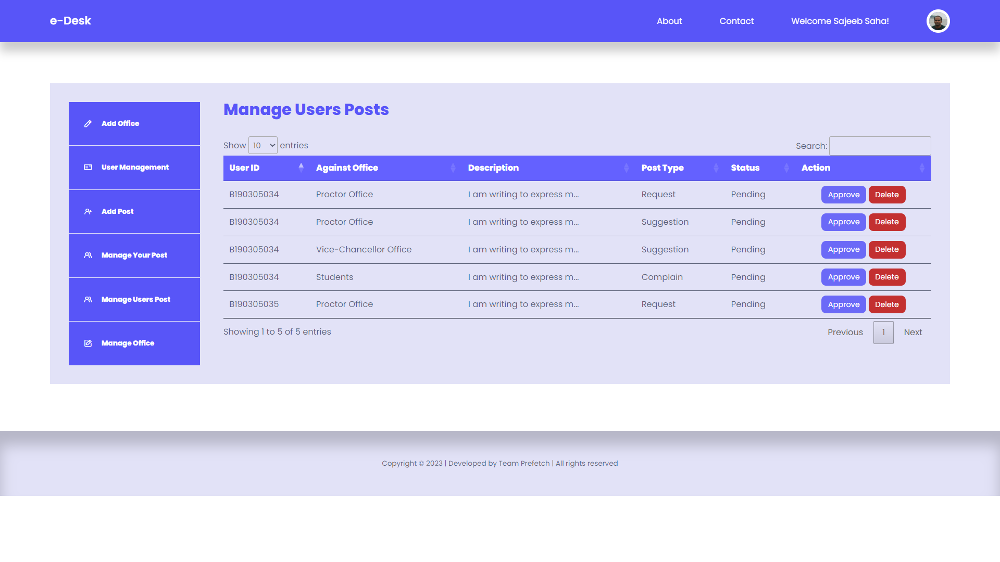 e-Desk About Contact Welcome Sajeeb Saha!
Manage Users Posts
Add Office
User Management
Add Post
Manage Your Post
Manage Users Post
Manage Office
Show 10 entries Search:
User ID Against Office Description Post Type Status Action
B190305034 Proctor Office I am writing to express m... Request Pending Approve Delete
B190305034 Proctor Office I am writing to express m... Suggestion Pending Approve Delete
B190305034 Vice-Chancellor Office I am writing to express m... Suggestion Pending Approve Delete
B190305034 Students I am writing to express m... Complain Pending Approve Delete
B190305035 Proctor Office I am writing to express m... Request Pending Approve Delete
Showing 1 to 5 of 5 entries Previous 1 Next
Copyright © 2023 | Developed by Team Prefetch | All rights reserved